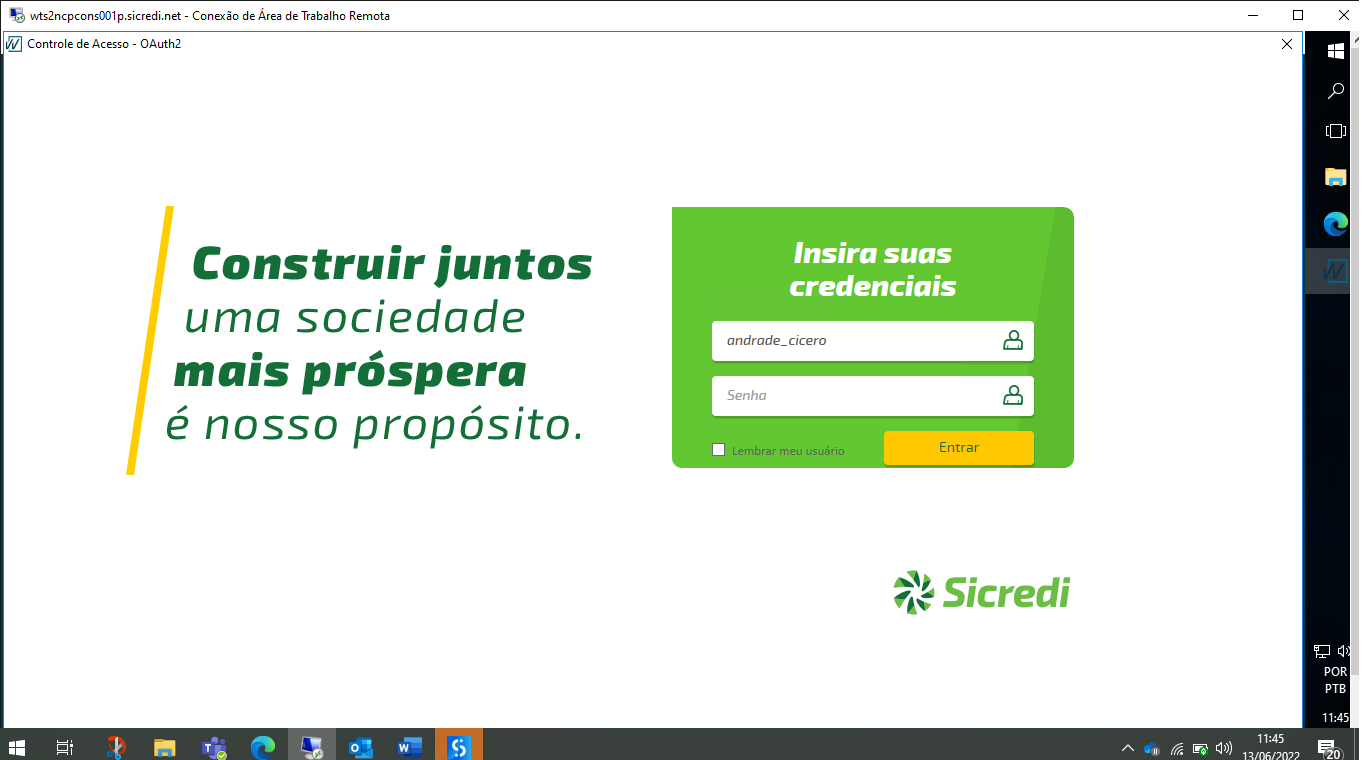 wts2ncpcons001p.sicredi.net - Conexão de Área de Trabalho Remota
Controle de Acesso - OAuth2
Construir juntos
uma sociedade
mais próspera
é nosso propósito.
Insira suas
credenciais
andrade_cicero
Senha
Lembrar meu usuário
Entrar
Sicredi
POR
PTB
11:45
11:45
13/06/2022
20